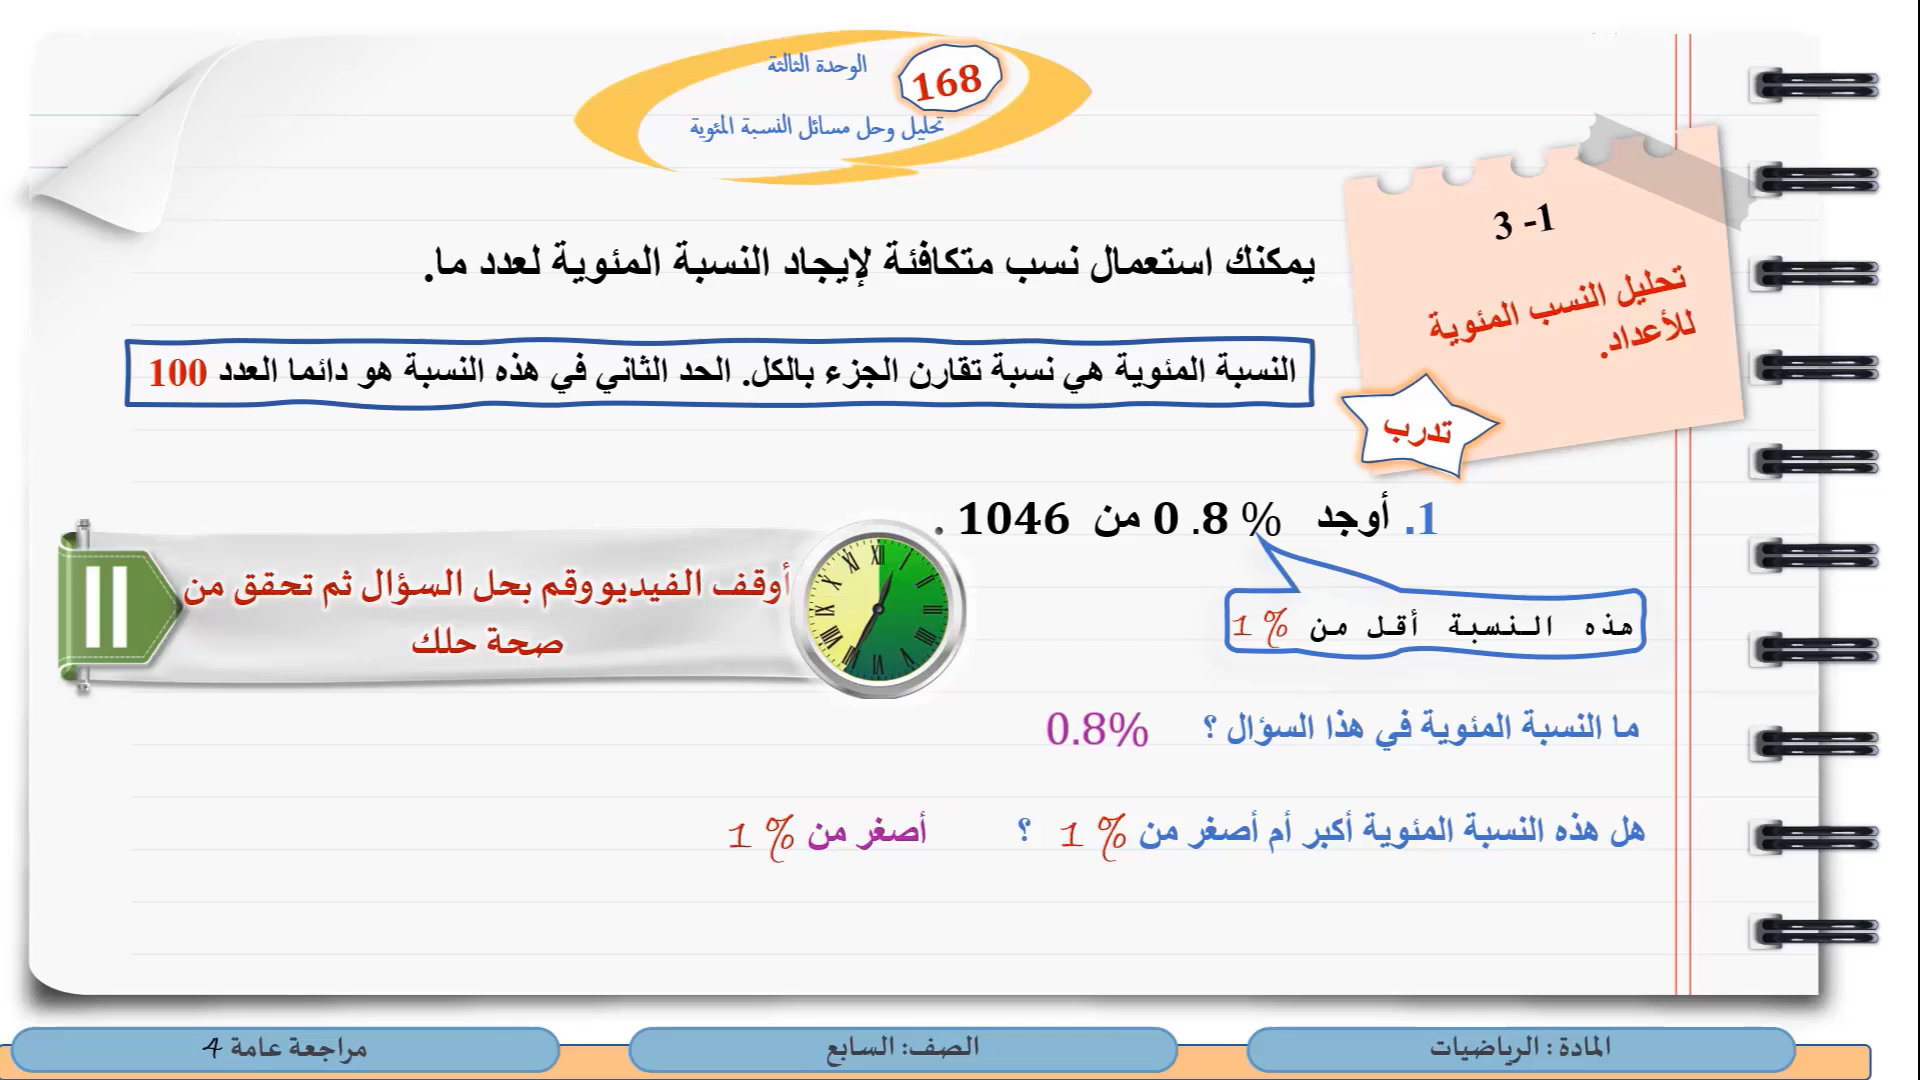 الوحدة الثالثة
168
تحليل وحل مسائل النسبة المئوية
3 -1
تحليل النسب المئوية
للأعداد.
يمكنك استعمال نسب متكافئة لإيجاد النسبة المئوية لعدد ما.
النسبة المئوية هي نسبة تقارن الجزء بالكل. الحد الثاني في هذه النسبة هو دائما العدد 100
تدرب
1. أوجد % 0.8 من 1046 .
هذه النسبة أقل من 1%
أوقف الفيديو وقم بحل السؤال ثم تحقق من
صحة حلك
ما النسبة المئوية في هذا السؤال ؟ 0.8%
هل هذه النسبة المئوية أكبر أم أصغر من 1% ؟ أصغر من 1%
المادة : الرياضيات
الصف: السابع
مراجعة عامة 4